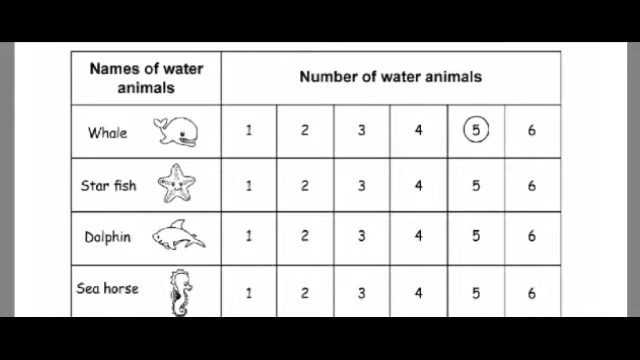 Names of water
animals
Number of water animals
Whale 1 2 3 4 5 6
Star fish 1 2 3 4 5 6
Dolphin 1 2 3 4 5 6
Sea horse 1 2 3 4 5 6